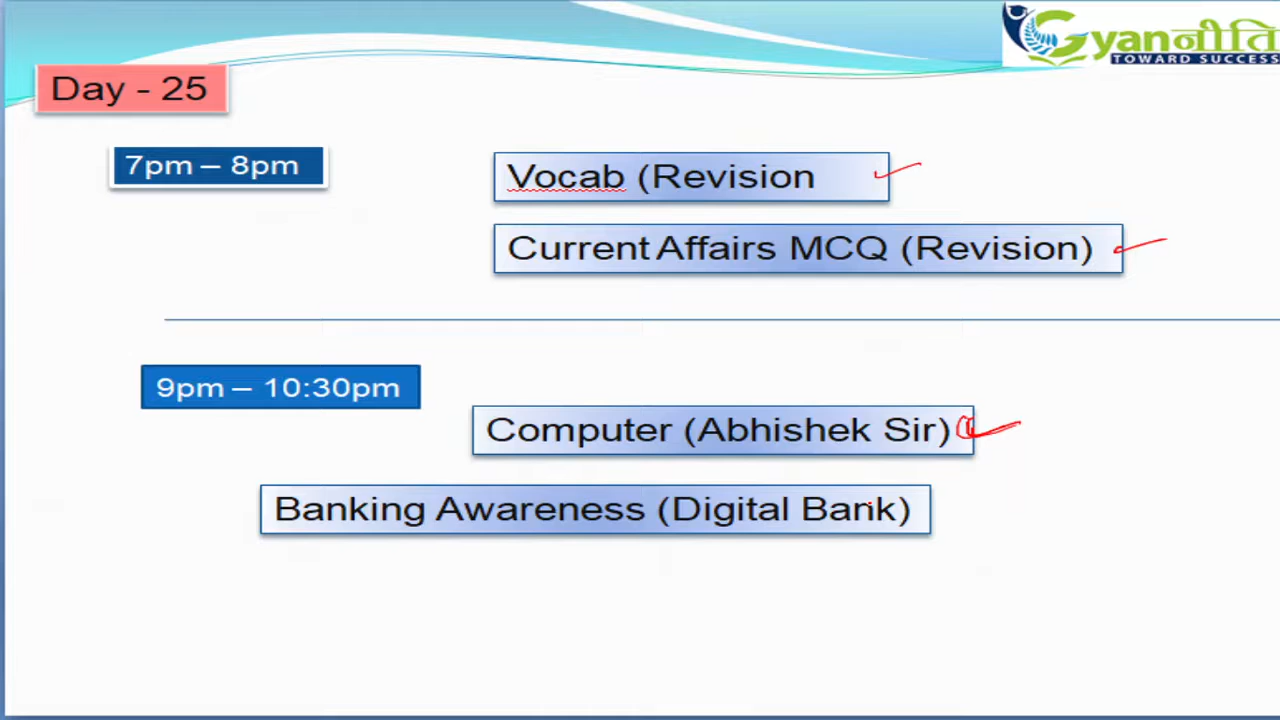 Gyanनीति
TOWARD SUCCESS
Day - 25
7pm – 8pm
Vocab (Revision
Current Affairs MCQ (Revision)
9pm – 10:30pm
Computer (Abhishek Sir)
Banking Awareness (Digital Bank)